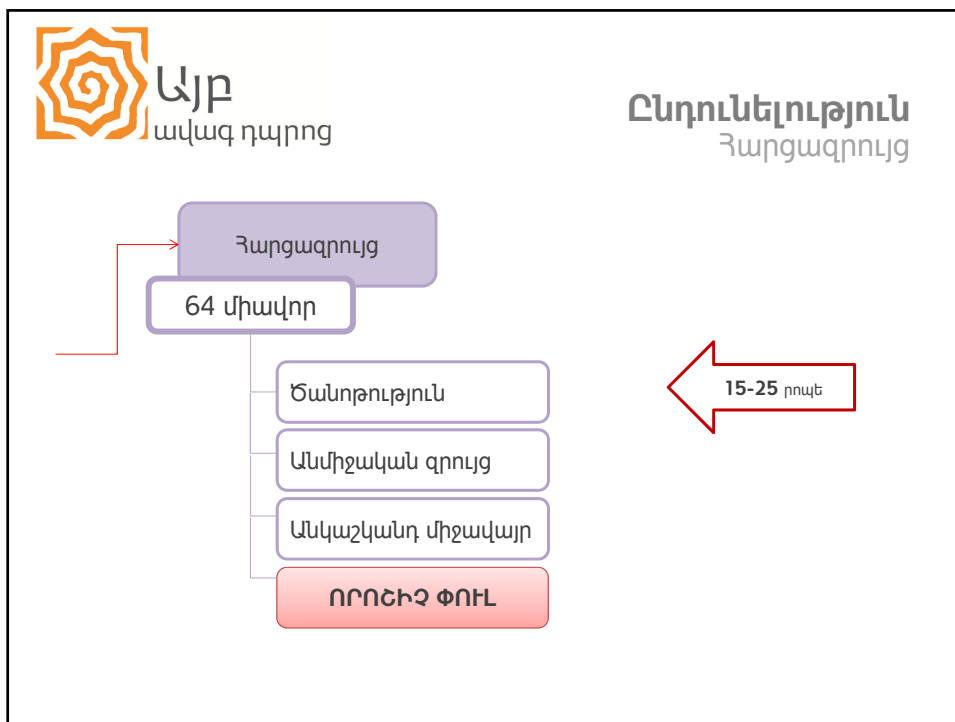 Այբ
ավագ դպրոց
Ընդունելություն
Հարցազրույց
Հարցազրույց
64 միավոր
Ծանոթություն
15-25 րոպե
Անմիջական զրույց
Անկաշկանդ միջավայր
ՈՐՈՇԻՉ ՓՈՒԼ